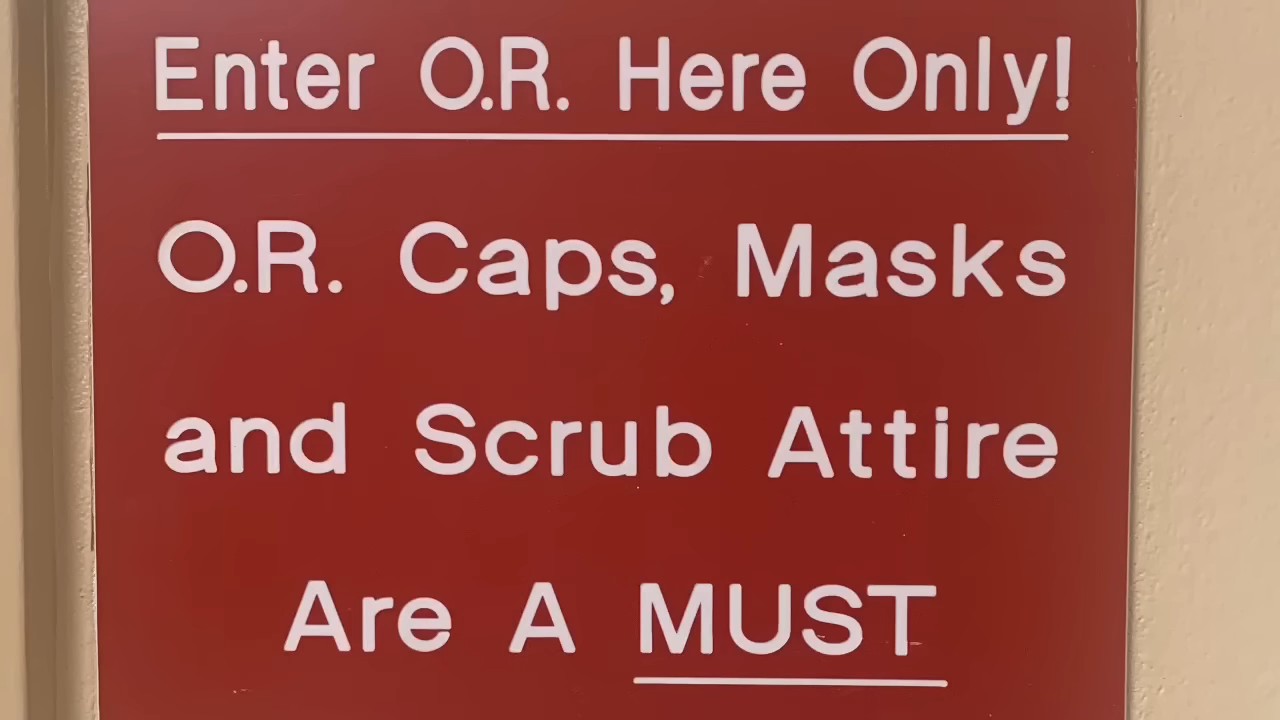 Enter O.R. Here Only!
O.R. Caps, Masks
and Scrub Attire
Are A MUST